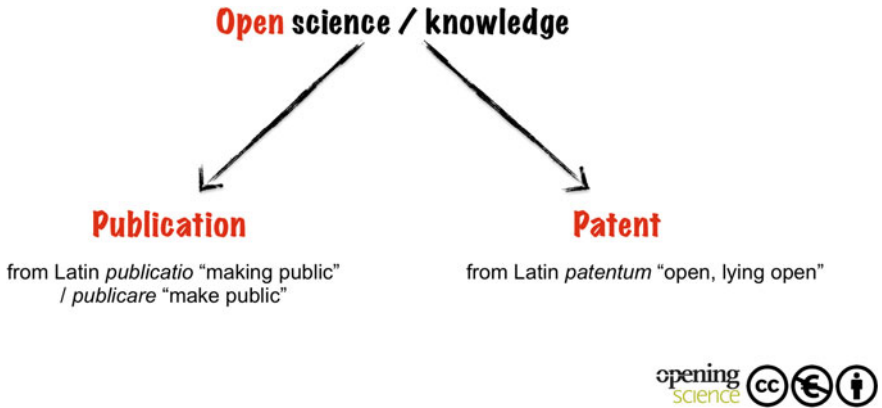 Open science / knowledge
Publication
from Latin publicatio “making public”
/ publicare “make public”
Patent
from Latin patentum “open, lying open”
opening
science
cc